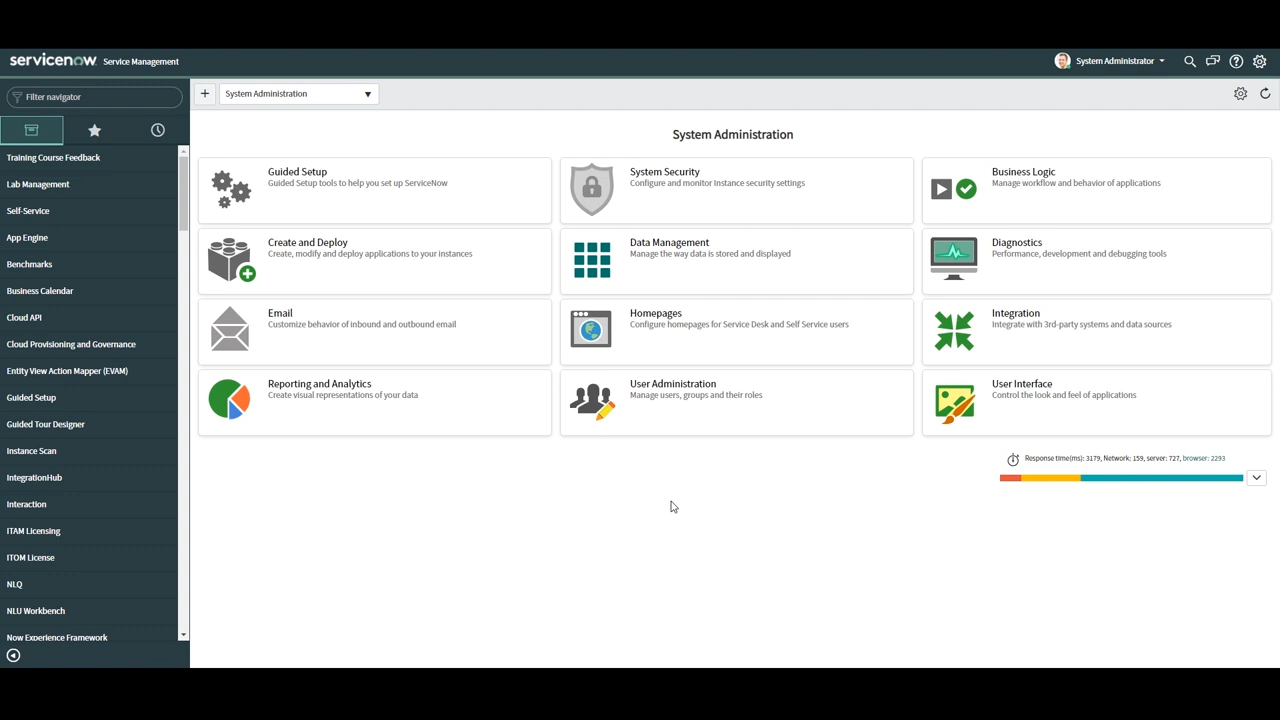 servicenow Service Management
System Administrator
Filter navigator
System Administration
Training Course Feedback
Lab Management
Self-Service
App Engine
Benchmarks
Business Calendar
Cloud API
Cloud Provisioning and Governance
Entity View Action Mapper (EVAM)
Guided Setup
Guided Tour Designer
Instance Scan
IntegrationHub
Interaction
ITAM Licensing
ITOM License
NLQ
NLU Workbench
Now Experience Framework
System Administration
Guided Setup
Guided Setup tools to help you set up ServiceNow
System Security
Configure and monitor Instance security settings
Business Logic
Manage workflow and behavior of applications
Create and Deploy
Create, modify and deploy applications to your instances
Data Management
Manage the way data is stored and displayed
Diagnostics
Performance, development and debugging tools
Email
Customize behavior of inbound and outbound email
Homepages
Configure homepages for Service Desk and Self Service users
Integration
Integrate with 3rd-party systems and data sources
Reporting and Analytics
Create visual representations of your data
User Administration
Manage users, groups and their roles
User Interface
Control the look and feel of applications
Response time(ms): 3179, Network: 159, server: 727, browser: 2293